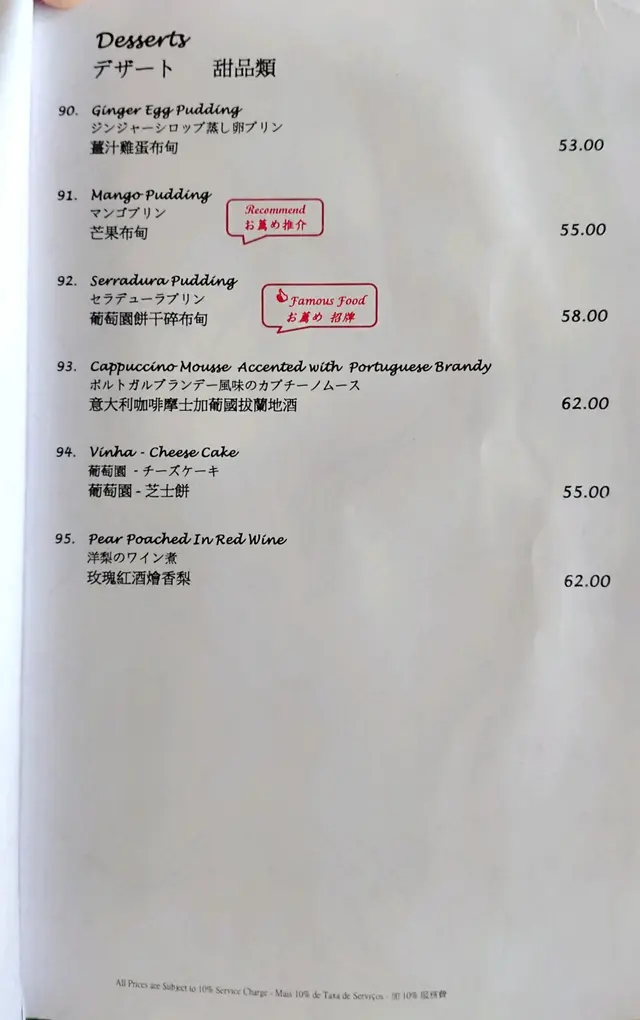 Desserts
デザート 甜品類
90. Ginger Egg Pudding
ジンジャーシロップ蒸し卵プリン
薑汁雞蛋布甸 53.00
91. Mango Pudding
マンゴプリン
芒果布甸 55.00
Recommend
お薦め推介
92. Serradura Pudding
セラデューラプリン
葡萄園餅干碎布甸 58.00
Famous Food
お薦め 招牌
93. Cappuccino Mousse Accented with Portuguese Brandy
ポルトガルブランデー風味のカプチーノムース
意大利咖啡摩士加葡國拔蘭地酒 62.00
94. Vinha - Cheese Cake
葡萄園 - チーズケーキ
葡萄園 - 芝士餅 55.00
95. Pear Poached In Red Wine
洋梨のワイン煮
玫瑰紅酒燴香梨 62.00
All Prices are Subject to 10% Service Charge - Mais 10% de Taxa de Serviços - 加 10% 服務費